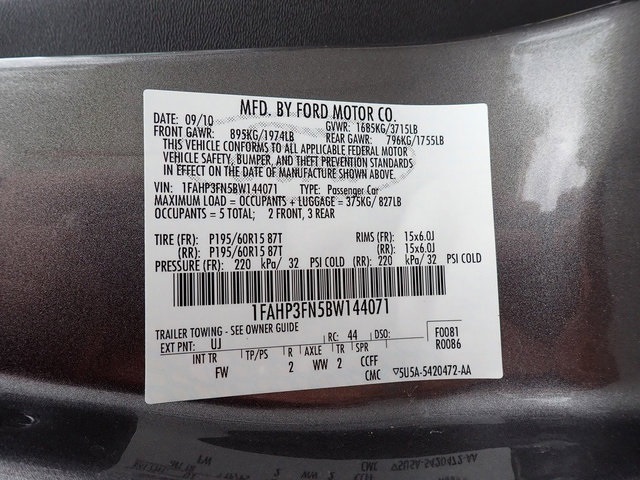 MFD. BY FORD MOTOR CO.
DATE: 09/10 GVWR: 1685KG/3715LB
FRONT GAWR: 895KG/1974LB REAR GAWR: 796KG/1755LB
THIS VEHICLE CONFORMS TO ALL APPLICABLE FEDERAL MOTOR
VEHICLE SAFETY, BUMPER, AND THEFT PREVENTION STANDARDS
IN EFFECT ON THE DATE OF MANUFACTURE SHOWN ABOVE.
VIN: 1FAHP3FN5BW144071 TYPE: Passenger Car
MAXIMUM LOAD = OCCUPANTS + LUGGAGE = 375KG/ 827LB
OCCUPANTS = 5 TOTAL; 2 FRONT, 3 REAR
TIRE (FR): P195/60R15 87T RIMS (FR): 15x6.0J
(RR): P195/60R15 87T (RR): 15x6.0J
PRESSURE (FR): 220 kPa/ 32 PSI COLD (RR): 220 kPa/ 32 PSI COLD
1FAHP3FN5BW144071
TRAILER TOWING - SEE OWNER GUIDE
EXT PNT: UJ RC: 44 DSO: F0081
R0086
INT TR TP/PS R AXLE TR SPR
FW 2 WW 2 CCFF
CMC ▽5U5A-5420472-AA